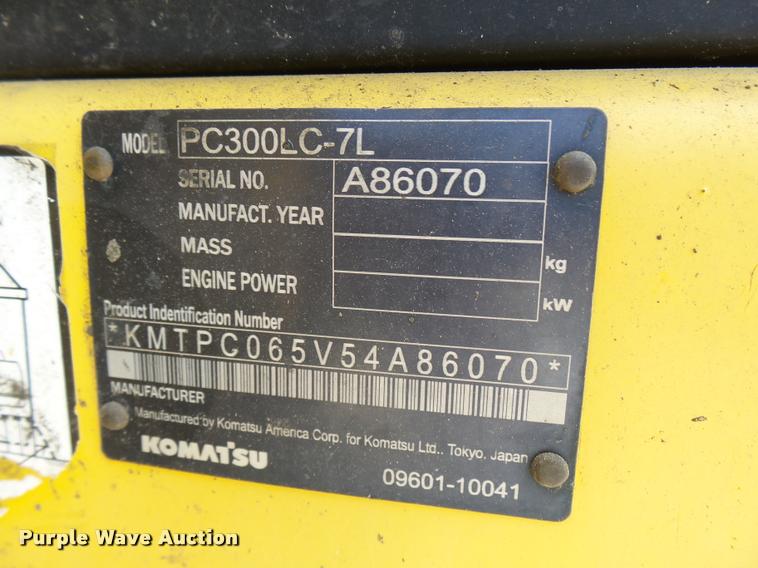 MODEL PC300LC-7L
SERIAL NO. A86070
MANUFACT. YEAR
MASS kg
ENGINE POWER kW
Product Indentification Number
*KMTPC065V54A86070*
MANUFACTURER
Manufactured by Komatsu America Corp. for Komatsu Ltd.. Tokyo. Japan
KOMATSU 09601-10041
Purple Wave Auction